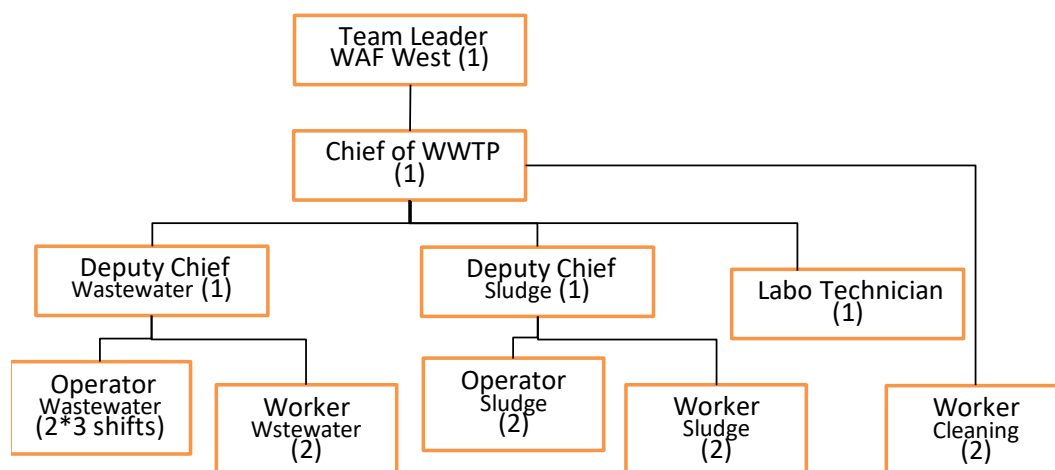 Team Leader
WAF West (1)
Chief of WWTP
(1)
Deputy Chief
Wastewater (1)
Deputy Chief
Sludge (1)
Labo Technician
(1)
Operator
Wastewater
(2*3 shifts)
Worker
Wstewater
(2)
Operator
Sludge
(2)
Worker
Sludge
(2)
Worker
Cleaning
(2)